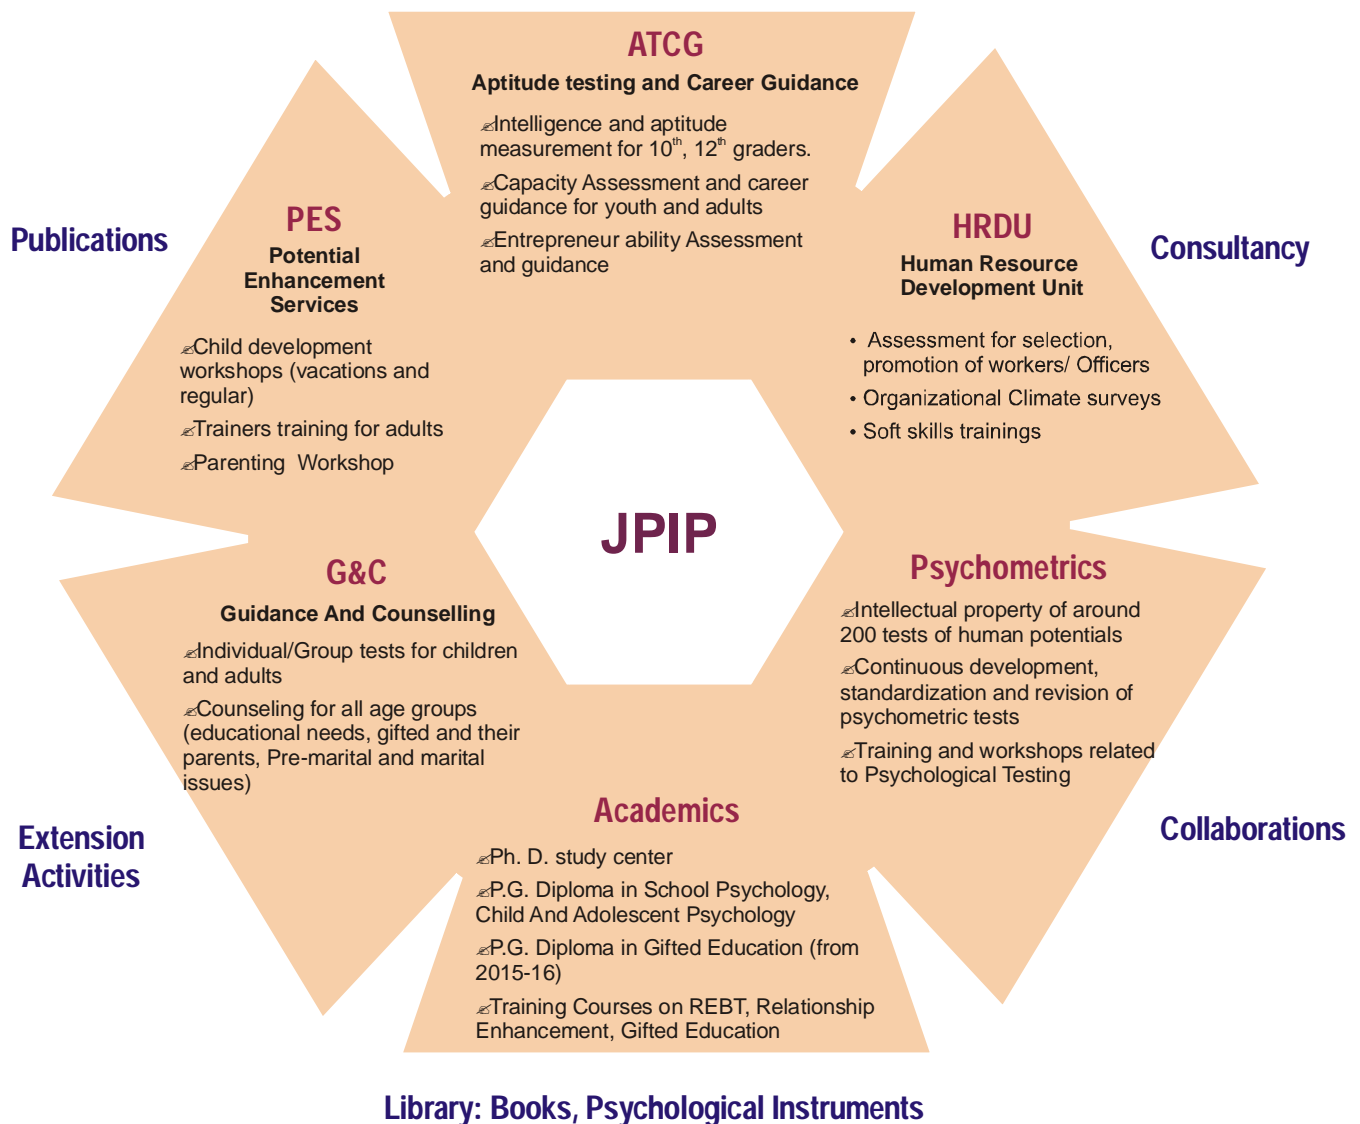 ATCG
Aptitude testing and Career Guidance
Intelligence and aptitude
measurement for 10th, 12th graders.
Capacity Assessment and career
guidance for youth and adults
Entrepreneur ability Assessment
and guidance
Publications
PES
Potential
Enhancement
Services
Child development
workshops (vacations and
regular)
Trainers training for adults
Parenting Workshop
HRDU
Human Resource
Development Unit
• Assessment for selection,
promotion of workers/ Officers
• Organizational Climate surveys
• Soft skills trainings
Consultancy
JPIP
G&C
Guidance And Counselling
Individual/Group tests for children
and adults
Counseling for all age groups
(educational needs, gifted and their
parents, Pre-marital and marital
issues)
Psychometrics
Intellectual property of around
200 tests of human potentials
Continuous development,
standardization and revision of
psychometric tests
Training and workshops related
to Psychological Testing
Extension
Activities
Academics
Ph. D. study center
P.G. Diploma in School Psychology,
Child And Adolescent Psychology
P.G. Diploma in Gifted Education (from
2015-16)
Training Courses on REBT, Relationship
Enhancement, Gifted Education
Collaborations
Library: Books, Psychological Instruments